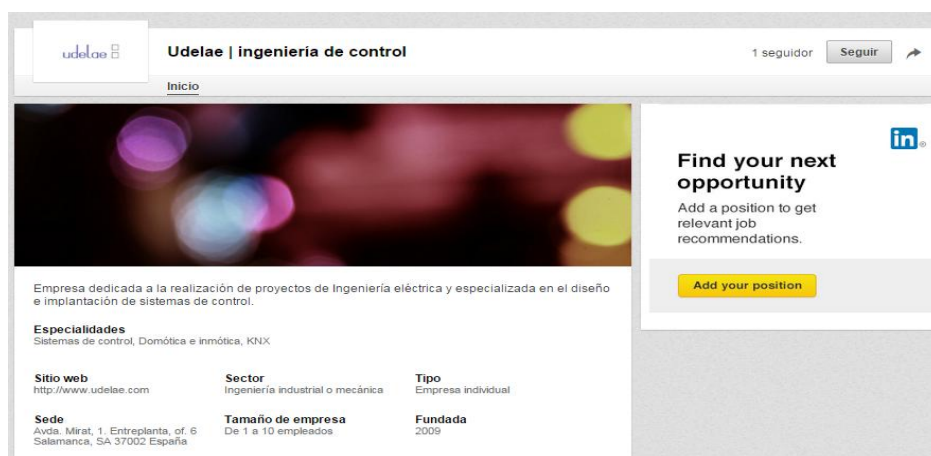 udelae
Udelae | ingeniería de control
1 seguidor
Seguir
Inicio
in
Find your next
opportunity
Add a position to get
relevant job
recommendations.
Add your position
Empresa dedicada a la realización de proyectos de Ingeniería eléctrica y especializada en el diseño
e implantación de sistemas de control.
Especialidades
Sistemas de control, Domótica e inmótica, KNX
Sitio web
http://www.udelae.com
Sector
Ingeniería industrial o mecánica
Tipo
Empresa individual
Sede
Avda. Mirat, 1. Entreplanta, of. 6
Salamanca, SA 37002 España
Tamaño de empresa
De 1 a 10 empleados
Fundada
2009